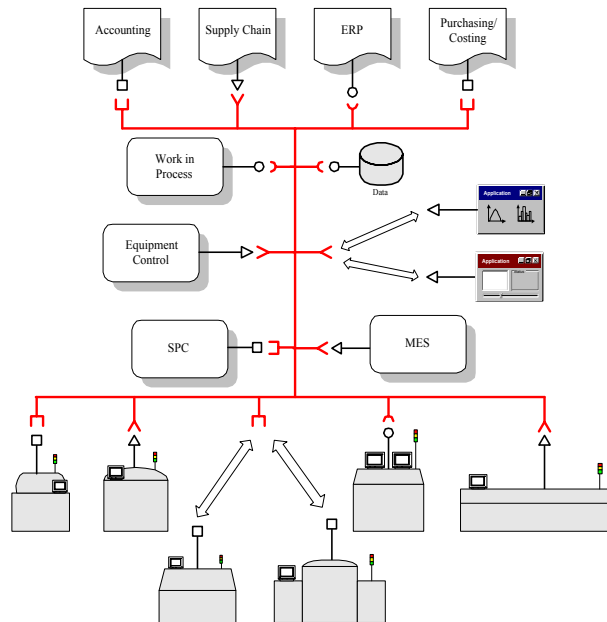 Accounting
Supply Chain
ERP
Purchasing/
Costing
Work in
Process
Data
Application
Equipment
Control
Application
Status
SPC
MES